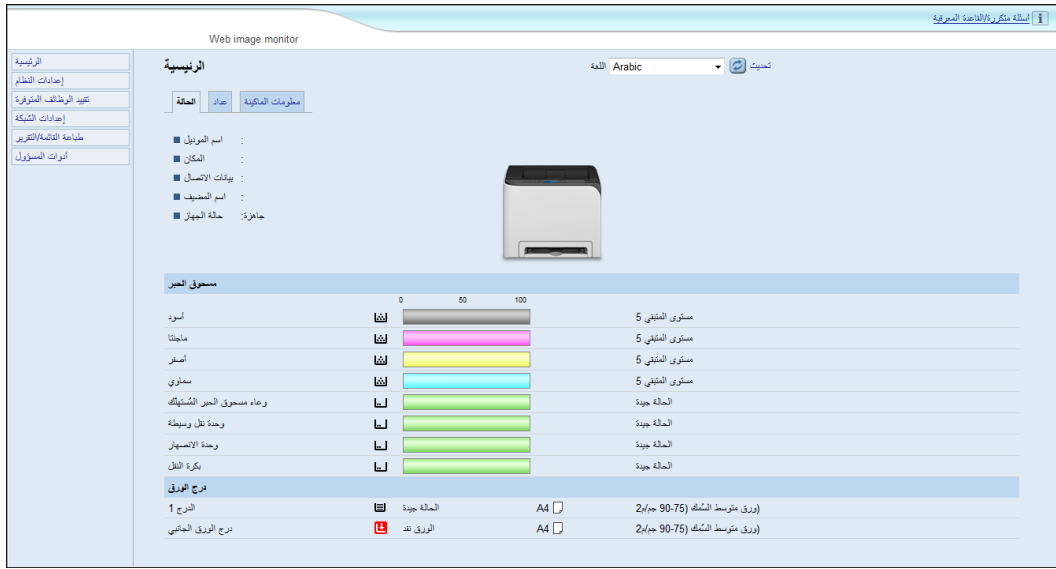 أسئلة متكررة/القاعدة المعرفية
Web image monitor
الرئيسية
إعدادات النظام
تقييد الوظائف المتوفرة
إعدادات الشبكة
طباعة القائمة/التقرير
أدوات المسؤول
الرئيسية
اللغة Arabic تحديث
الحالة عداد معلومات الماكينة
اسم الموديل :
المكان :
بيانات الاتصال :
اسم المضيف :
حالة الجهاز :جاهزة
مسحوق الحبر
0 50 100
أسود مستوى المتبقي 5
ماجنتا مستوى المتبقي 5
أصفر مستوى المتبقي 5
سماوي مستوى المتبقي 5
وعاء مسحوق الحبر المُستهلَك الحالة جيدة
وحدة نقل وسيطة الحالة جيدة
وحدة الانصهار الحالة جيدة
بكرة النقل الحالة جيدة
درج الورق
الدرج 1 الحالة جيدة A4 (ورق متوسط السُمك (75-90 جم/م2
درج الورق الجانبي الورق نفد A4 (ورق متوسط السُمك (75-90 جم/م2